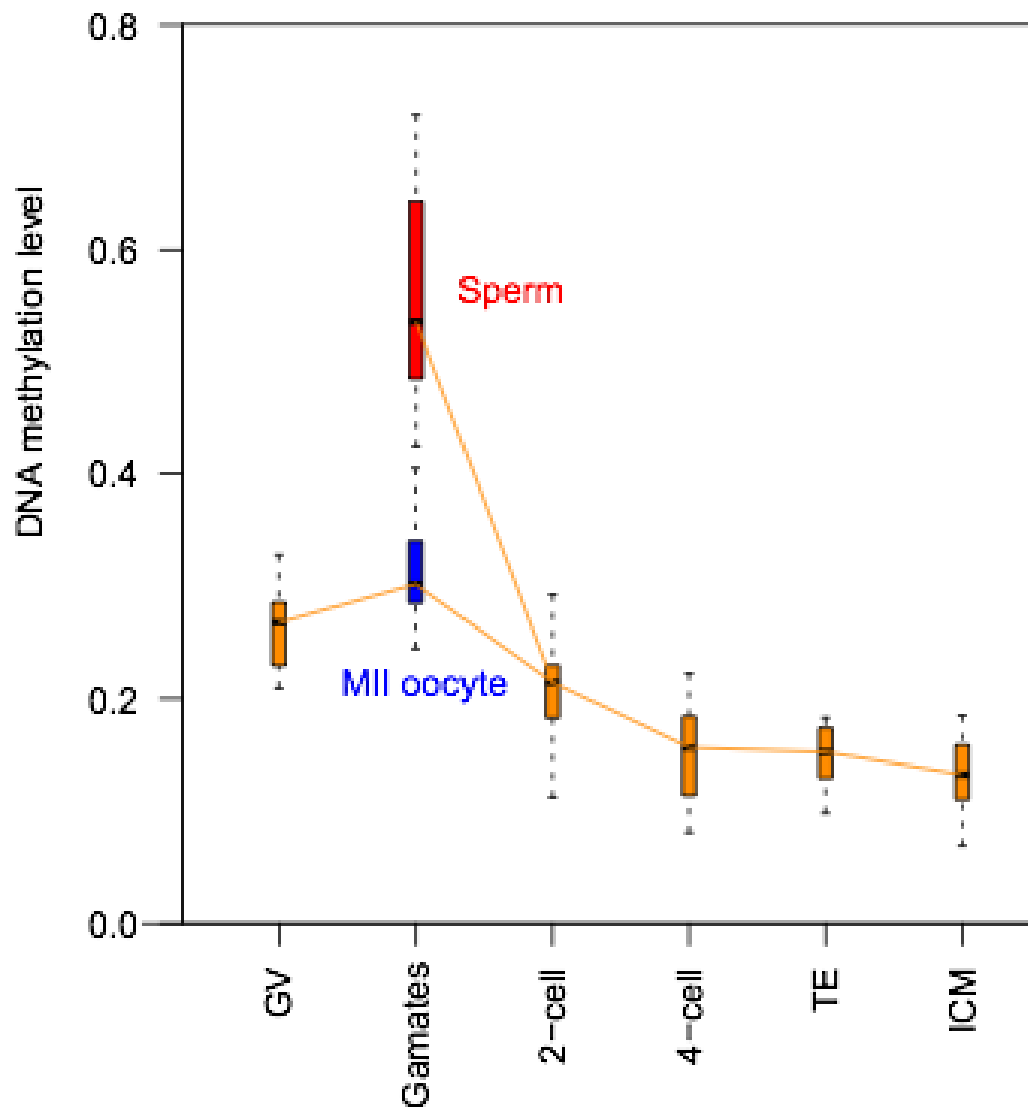 DNA methylation level
0.8
0.6
0.4
0.2
0.0
Sperm
MII oocyte
GV
Gamates
2-cell
4-cell
TE
ICM